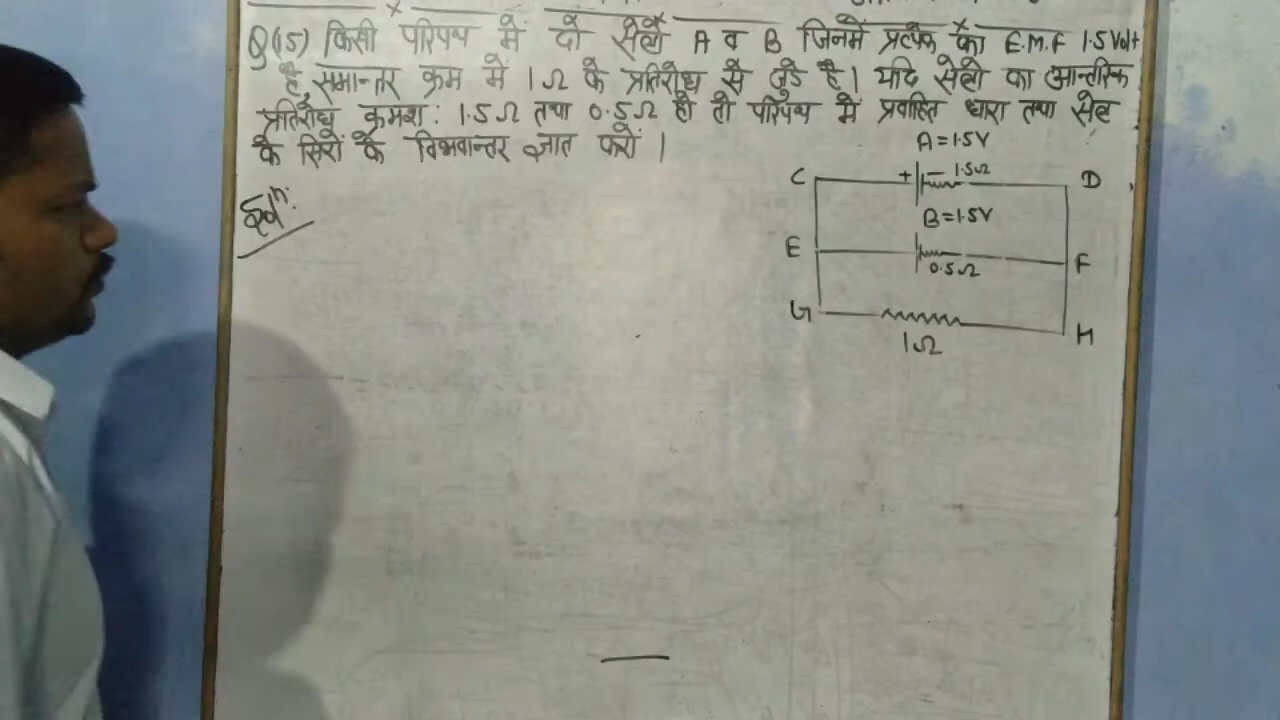 Q(15) किसी परिपथ में दो सेलों A व B जिनमें प्रत्येक का E.M.F 1.5 Volt
है, समान्तर क्रम में 1Ω के प्रतिरोध से जुडे है। यदि सेलो का आन्तरिक
प्रतिरोध क्रमश: 1.5Ω तथा 0.5Ω हो तो परिपथ मे प्रवाहित धारा तथा सेल
के सिरों के विभवान्तर ज्ञात करो।
Solⁿ.
A=1.5V
C + - 1.5Ω D
B=1.5V
E 0.5Ω F
G H
1Ω